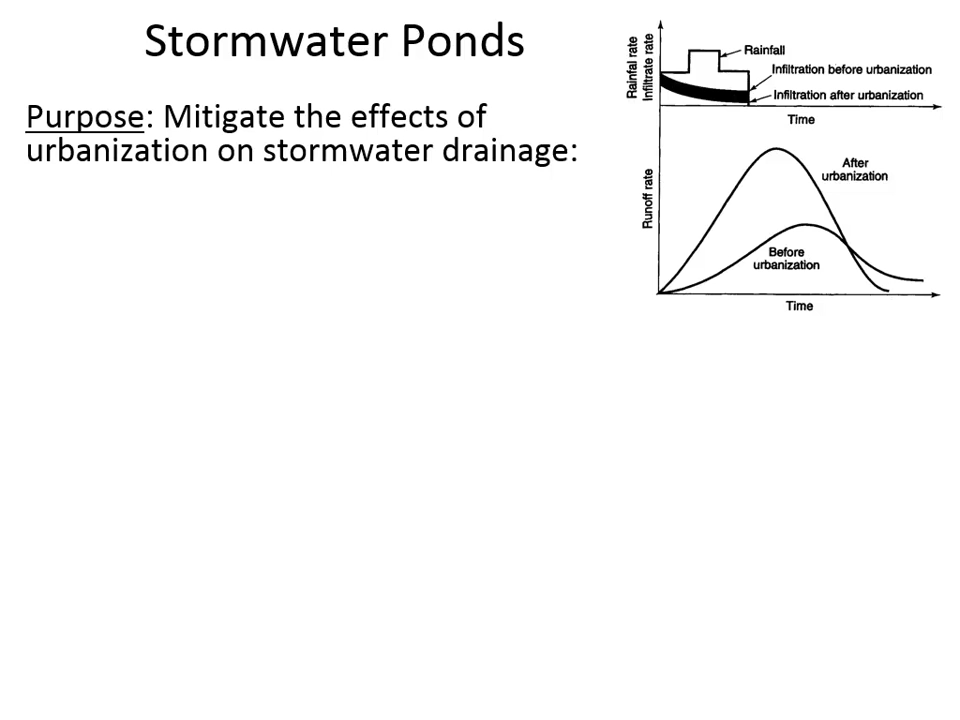 Stormwater Ponds
Purpose: Mitigate the effects of
urbanization on stormwater drainage:
Rainfall rate
Infiltrate rate
Rainfall
Infiltration before urbanization
Infiltration after urbanization
Time
Runoff rate
After
urbanization
Before
urbanization
Time